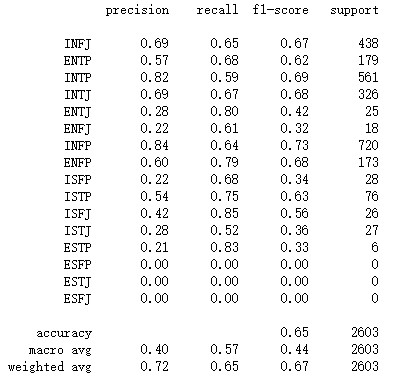 precision recall f1-score support
INFJ 0.69 0.65 0.67 438
ENTP 0.57 0.68 0.62 179
INTP 0.82 0.59 0.69 561
INTJ 0.69 0.67 0.68 326
ENTJ 0.28 0.80 0.42 25
ENFJ 0.22 0.61 0.32 18
INFP 0.84 0.64 0.73 720
ENFP 0.60 0.79 0.68 173
ISFP 0.22 0.68 0.34 28
ISTP 0.54 0.75 0.63 76
ISFJ 0.42 0.85 0.56 26
ISTJ 0.28 0.52 0.36 27
ESTP 0.21 0.83 0.33 6
ESFP 0.00 0.00 0.00 0
ESTJ 0.00 0.00 0.00 0
ESFJ 0.00 0.00 0.00 0
accuracy 0.65 2603
macro avg 0.40 0.57 0.44 2603
weighted avg 0.72 0.65 0.67 2603